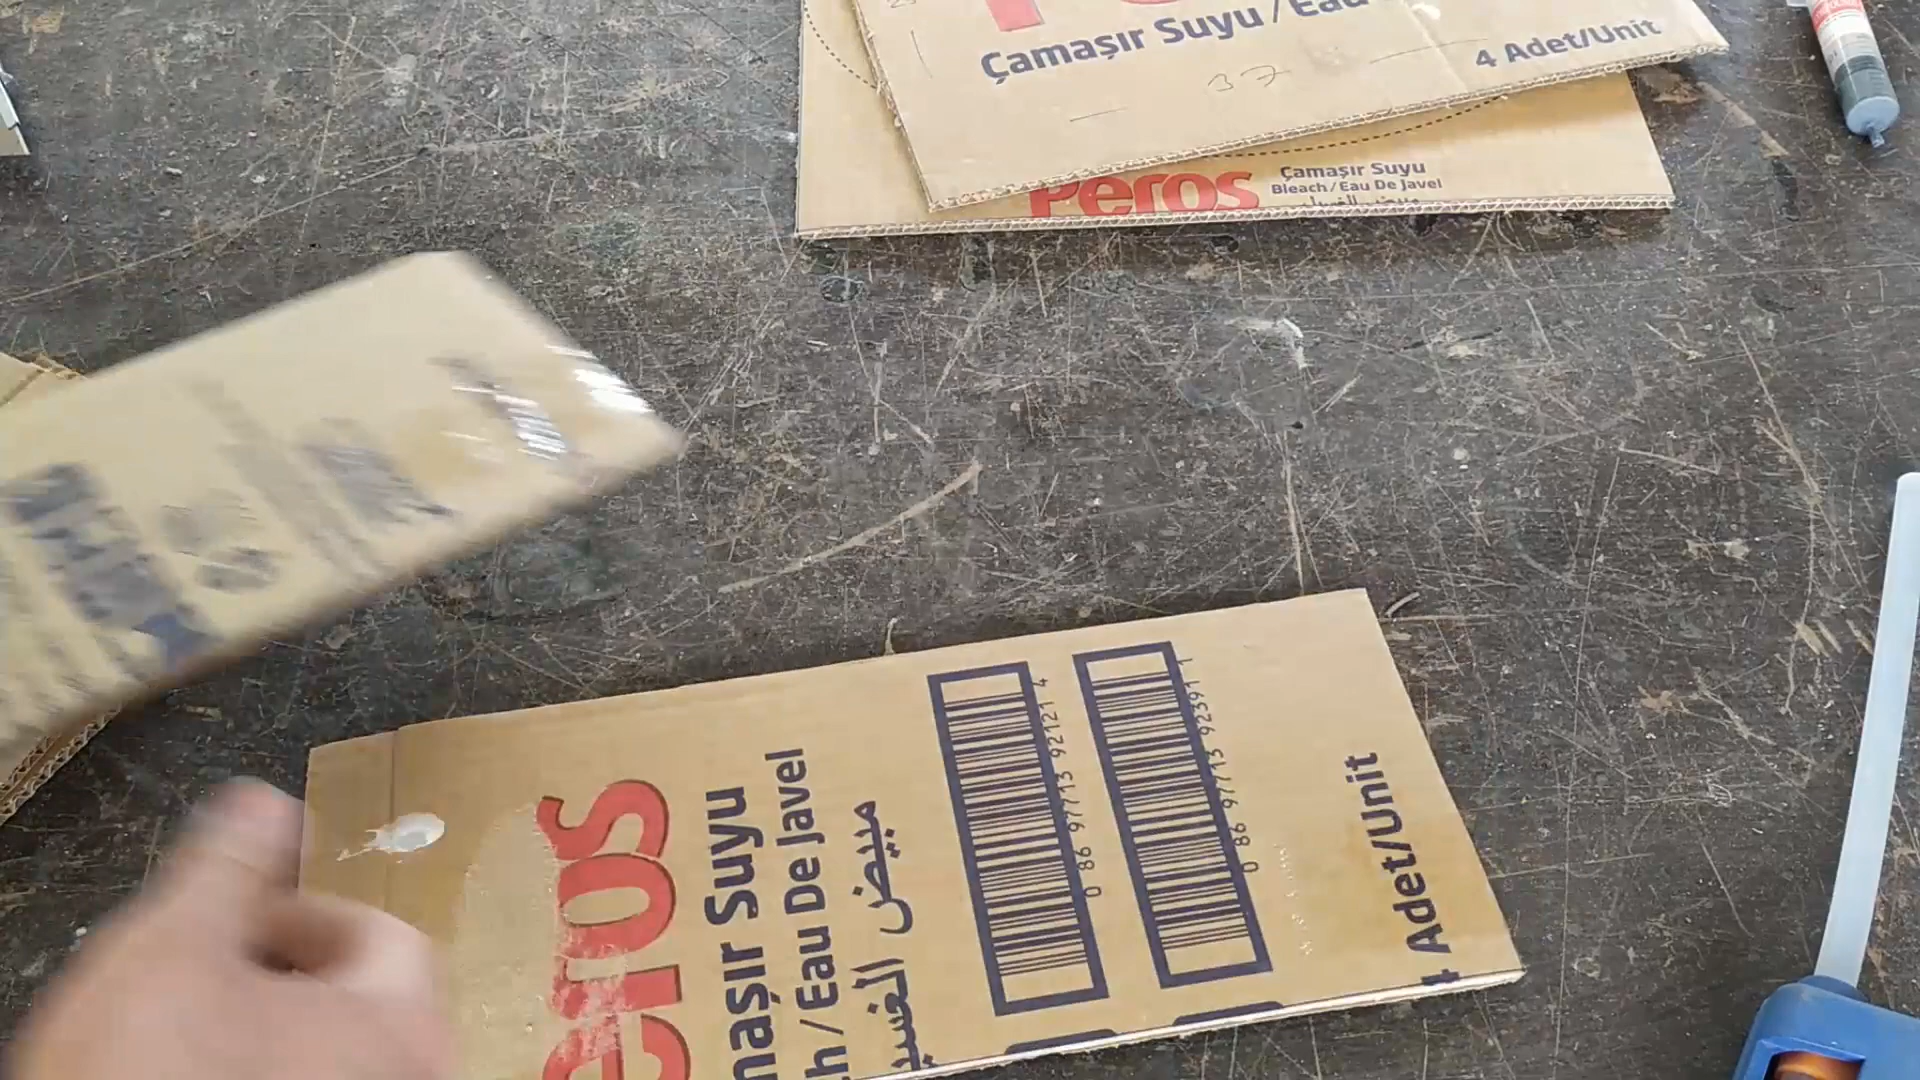 Çamaşır Suyu / Eau
4 Adet/Unit
37
Peros
Çamaşır Suyu
Bleach/Eau De Javel
eros
maşır Suyu
h / Eau De Javel
مبيض الغسيل
0 86 97713 92121 4
0 86 97713 92391 1
4 Adet/Unit